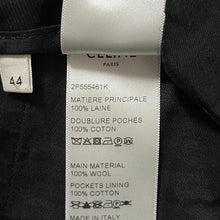 CELINE
PARIS
44
2P555461K
MATIÈRE PRINCIPALE
100% LAINE
DOUBLURE POCHES
100% COTON
MAIN MATERIAL
100% WOOL
POCKETS LINING
100% COTTON
MADE IN ITALY